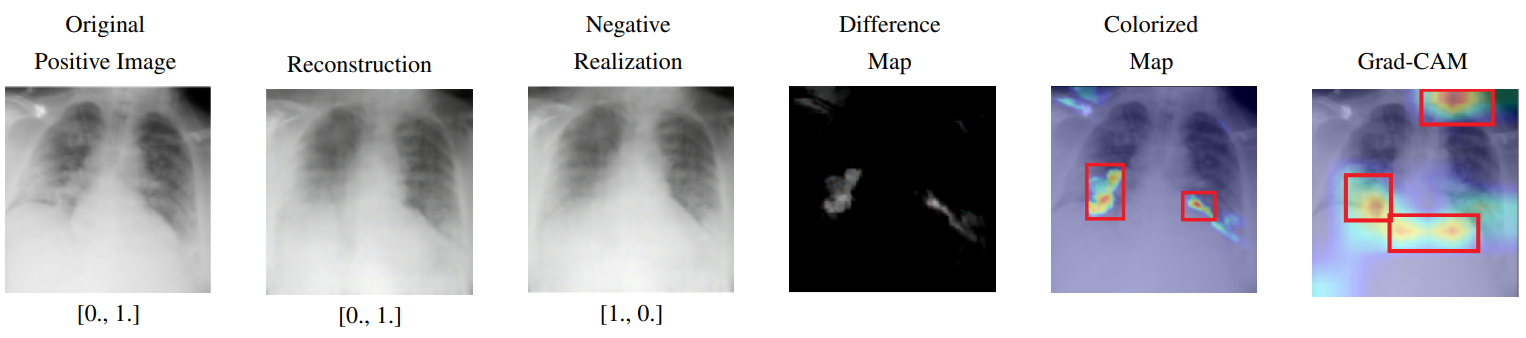 Original
Positive Image
Reconstruction
Negative
Realization
Difference
Map
Colorized
Map
Grad-CAM
[0., 1.]
[0., 1.]
[1., 0.]